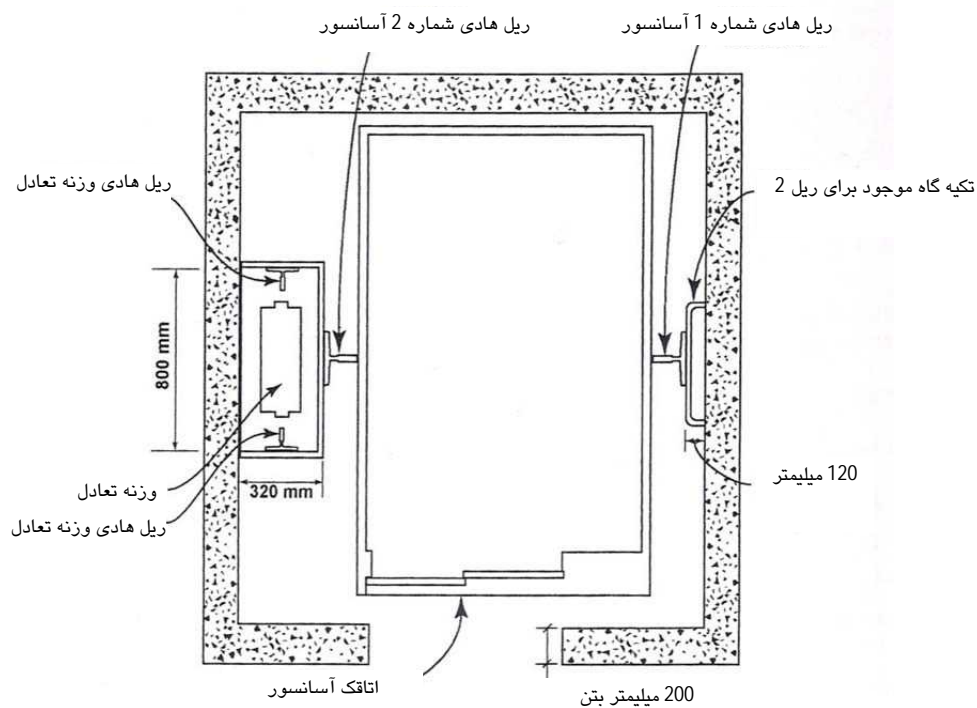 ریل هادی شماره 2 آسانسور
ریل هادی شماره 1 آسانسور
ریل هادی وزنه تعادل
تکیه گاه موجود برای ریل 2
800 mm
320 mm
120 میلیمتر
وزنه تعادل
ریل هادی وزنه تعادل
اتاقک آسانسور
200 میلیمتر بتن